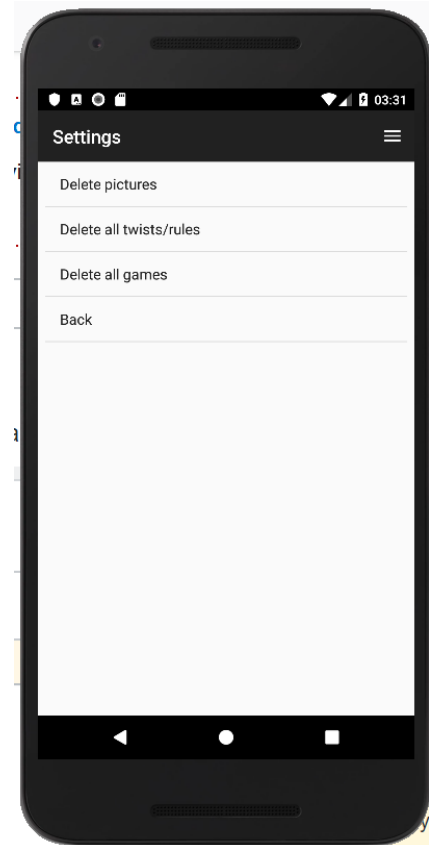 03:31
Settings
Delete pictures
Delete all twists/rules
Delete all games
Back